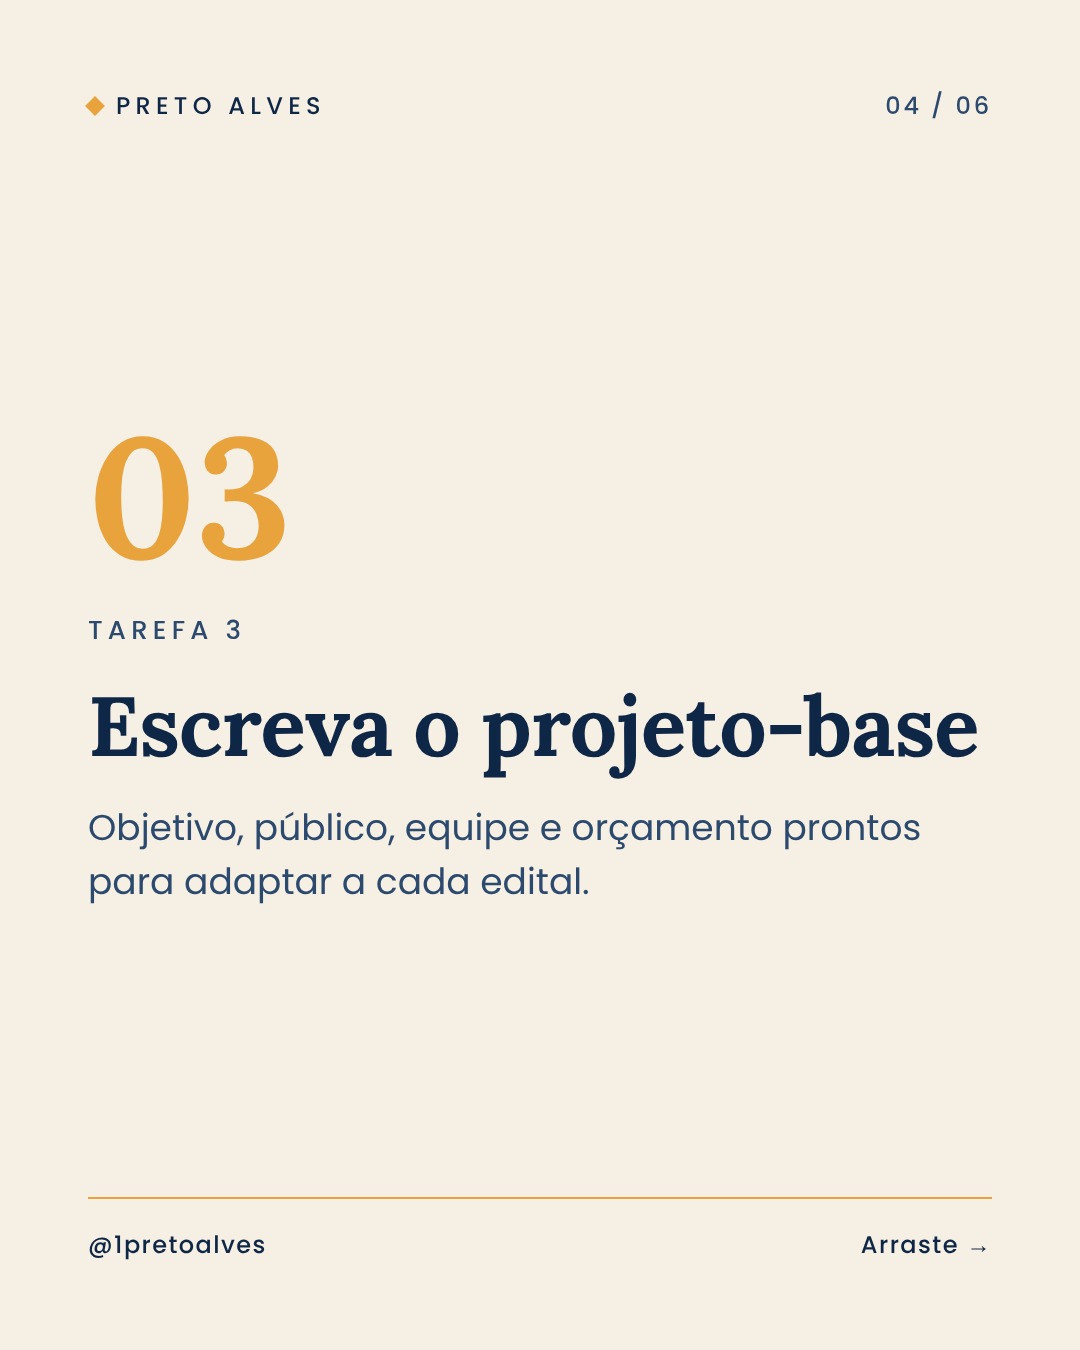 PRETO ALVES
04 / 06
03
TAREFA 3
Escreva o projeto-base
Objetivo, público, equipe e orçamento prontos
para adaptar a cada edital.
@1pretoalves
Arraste →